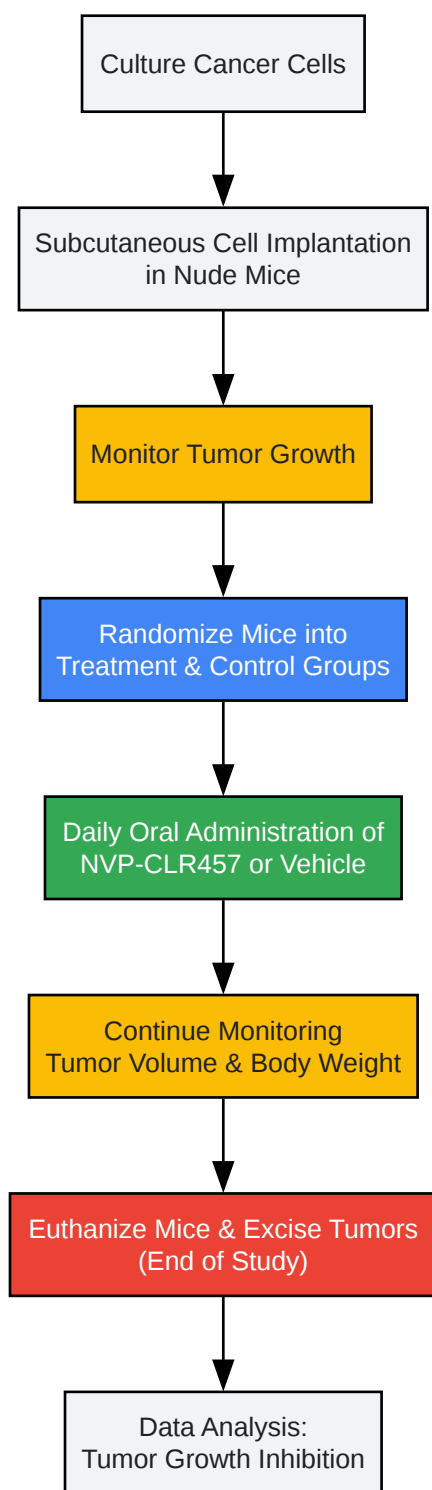 Culture Cancer Cells
Subcutaneous Cell Implantation
in Nude Mice
Monitor Tumor Growth
Randomize Mice into
Treatment & Control Groups
Daily Oral Administration of
NVP-CLR457 or Vehicle
Continue Monitoring
Tumor Volume & Body Weight
Euthanize Mice & Excise Tumors
(End of Study)
Data Analysis:
Tumor Growth Inhibition